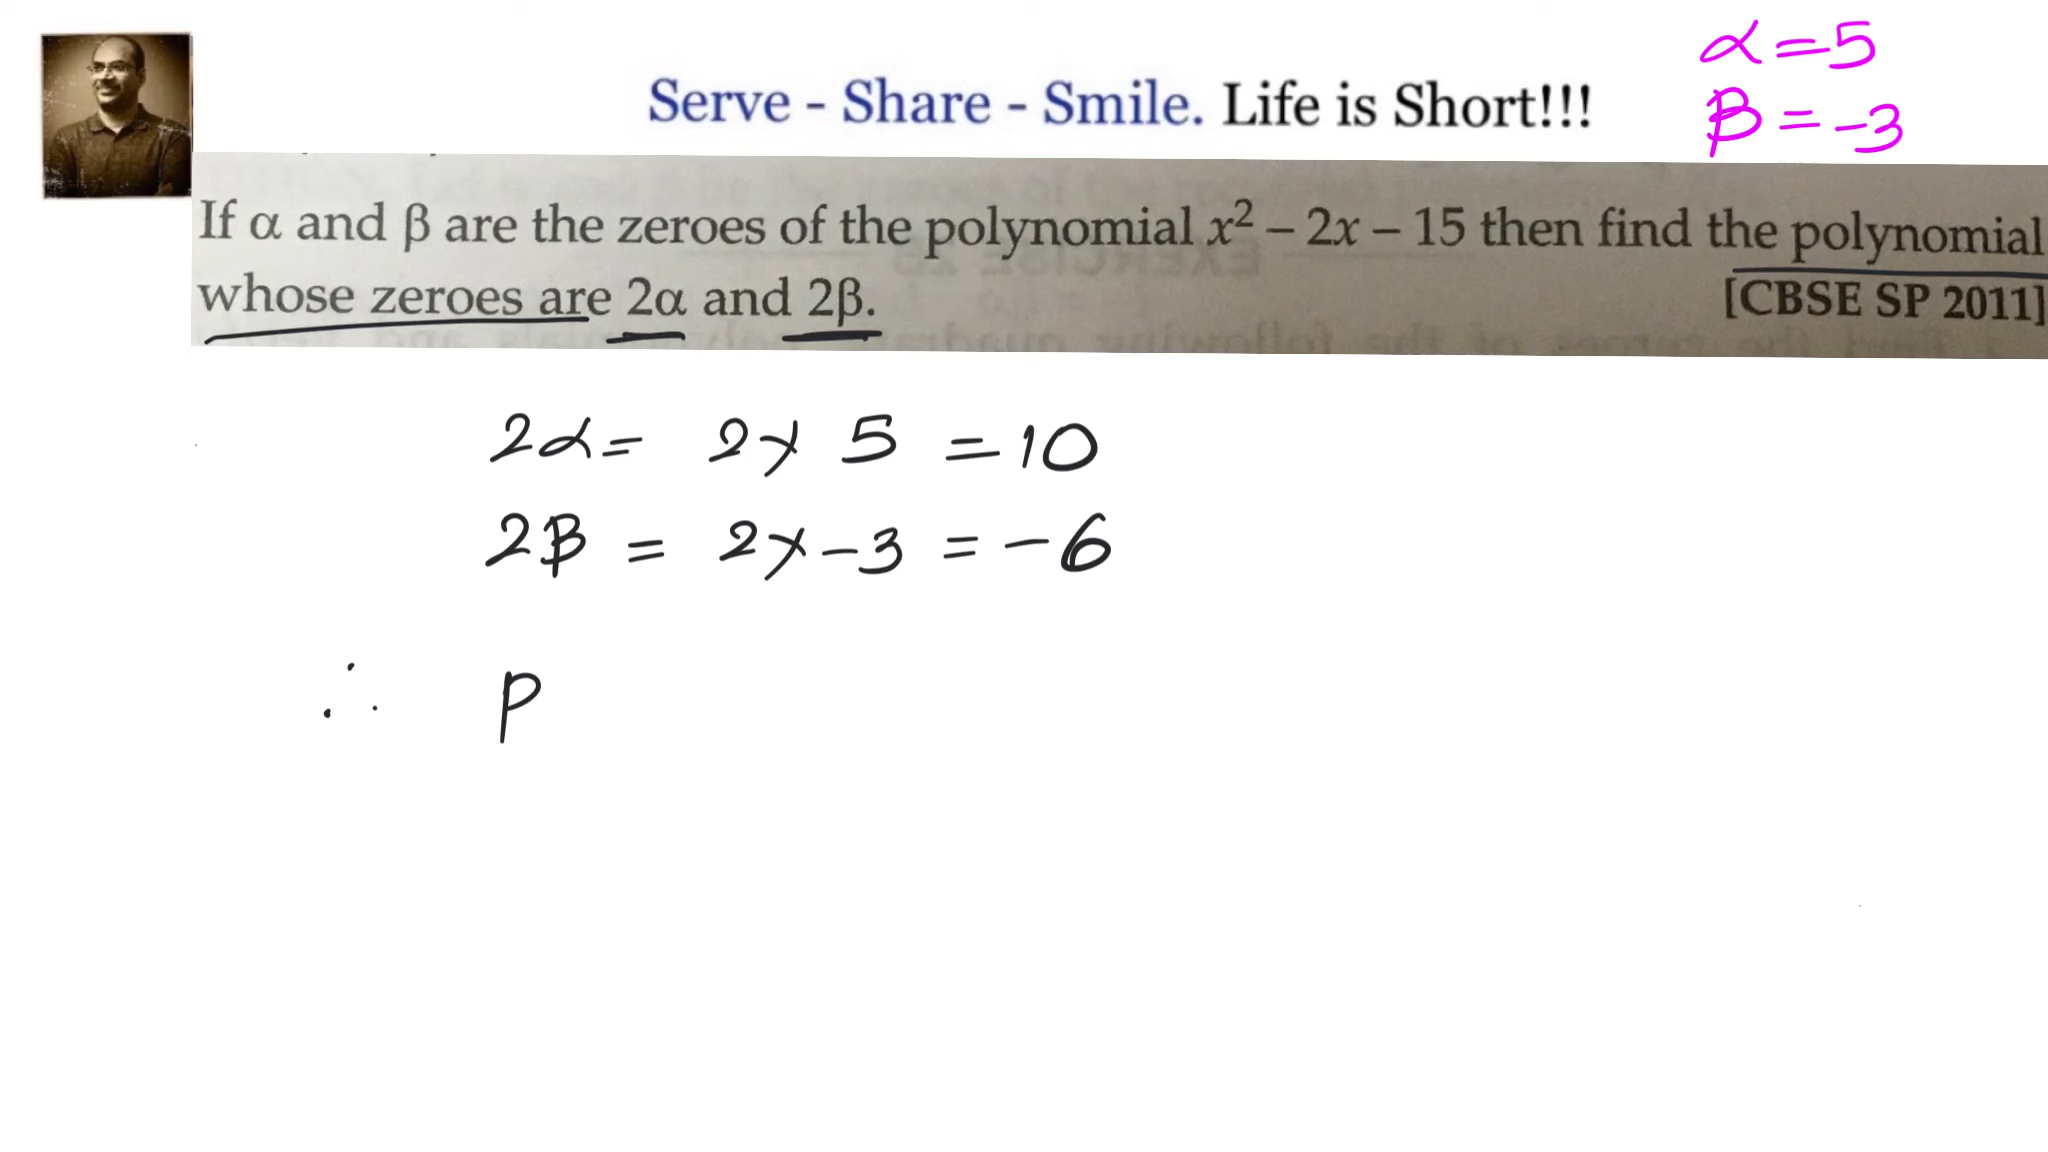 α = 5
Serve - Share - Smile. Life is Short!!!
β = -3
If α and β are the zeroes of the polynomial x² – 2x – 15 then find the polynomial
whose zeroes are 2α and 2β. [CBSE SP 2011]
2α = 2 × 5 = 10
2β = 2 × -3 = -6
∴ P